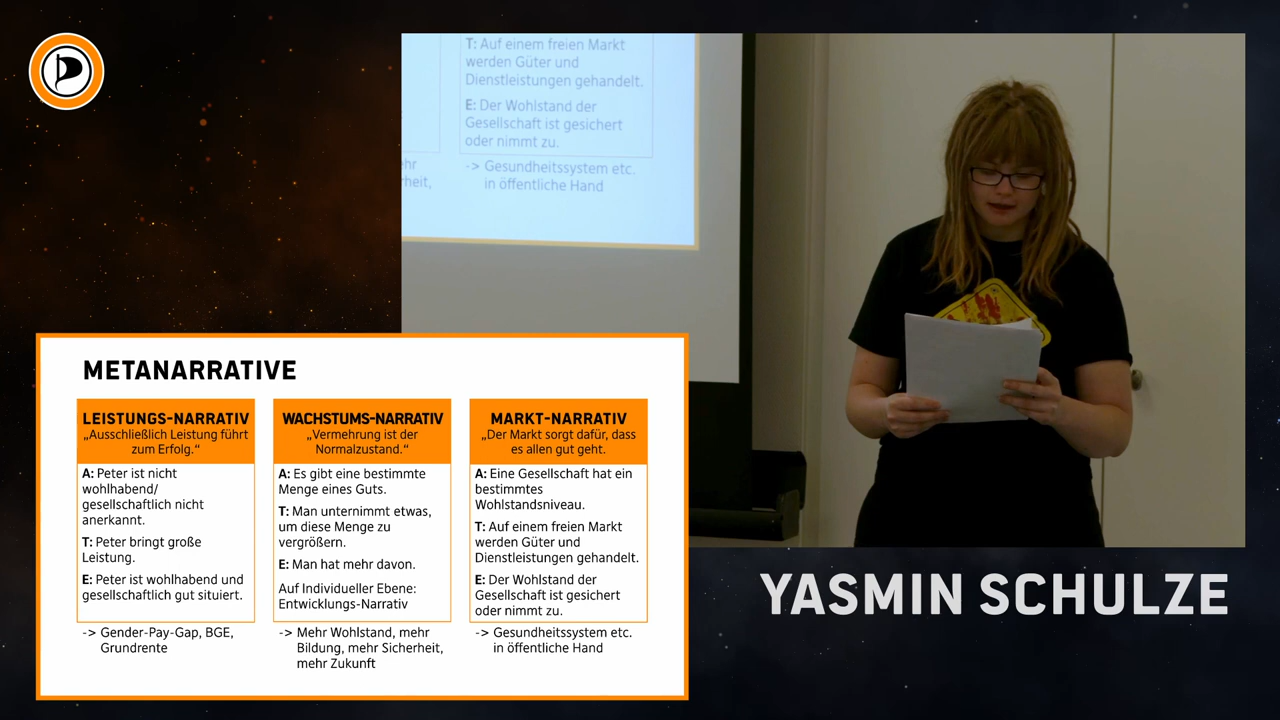 T: Auf einem freien Markt
werden Güter und
Dienstleistungen gehandelt.
E: Der Wohlstand der
Gesellschaft ist gesichert
oder nimmt zu.
-> Gesundheitssystem etc.
in öffentliche Hand
METANARRATIVE
LEISTUNGS-NARRATIV
„Ausschließlich Leistung führt
zum Erfolg.“
A: Peter ist nicht
wohlhabend/
gesellschaftlich nicht
anerkannt.
T: Peter bringt große
Leistung.
E: Peter ist wohlhabend und
gesellschaftlich gut situiert.
-> Gender-Pay-Gap, BGE,
Grundrente
WACHSTUMS-NARRATIV
„Vermehrung ist der
Normalzustand.“
A: Es gibt eine bestimmte
Menge eines Guts.
T: Man unternimmt etwas,
um diese Menge zu
vergrößern.
E: Man hat mehr davon.
Auf Individueller Ebene:
Entwicklungs-Narrativ
-> Mehr Wohlstand, mehr
Bildung, mehr Sicherheit,
mehr Zukunft
MARKT-NARRATIV
„Der Markt sorgt dafür, dass
es allen gut geht.
A: Eine Gesellschaft hat ein
bestimmtes
Wohlstandsniveau.
T: Auf einem freien Markt
werden Güter und
Dienstleistungen gehandelt.
E: Der Wohlstand der
Gesellschaft ist gesichert
oder nimmt zu.
-> Gesundheitssystem etc.
in öffentliche Hand
YASMIN SCHULZE